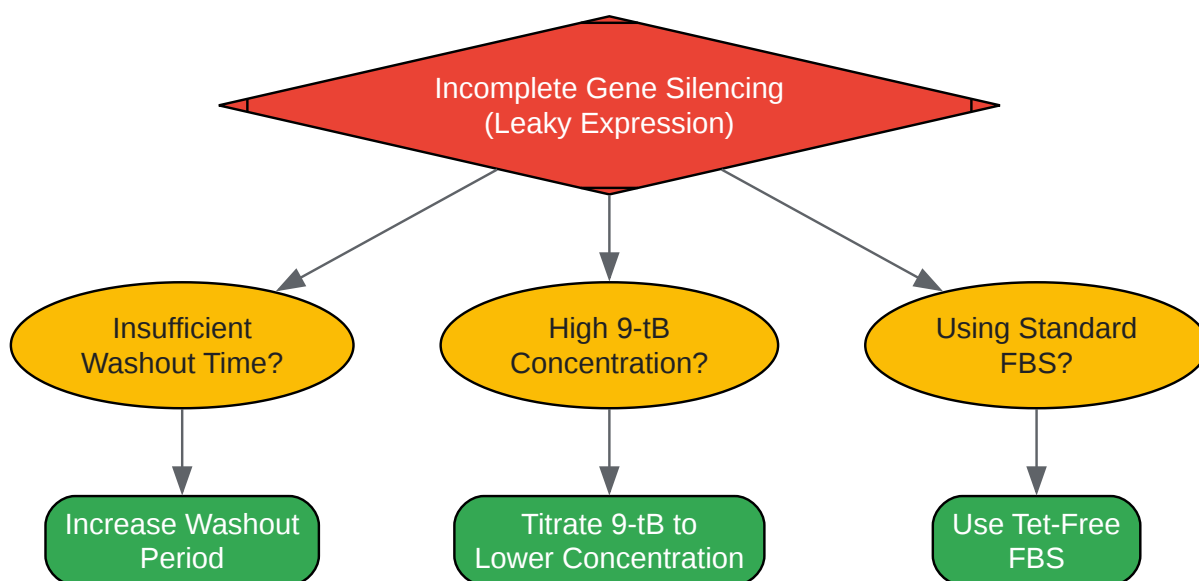 Incomplete Gene Silencing
(Leaky Expression)
Insufficient
Washout Time?
High 9-tB
Concentration?
Using Standard
FBS?
Increase Washout
Period
Titrate 9-tB to
Lower Concentration
Use Tet-Free
FBS